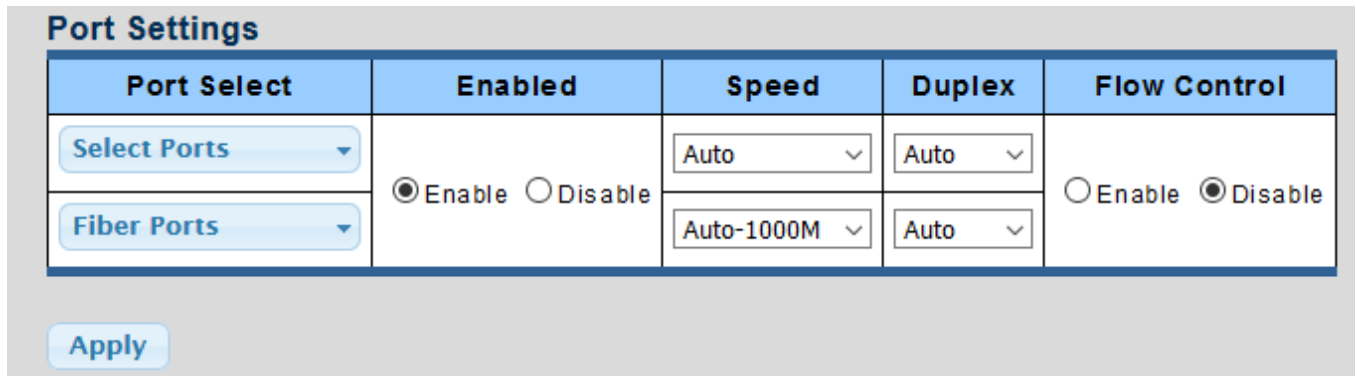 Port Settings
Port Select Enabled Speed Duplex Flow Control
Select Ports Auto Auto
Enable Disable Enable Disable
Fiber Ports Auto-1000M Auto
Apply